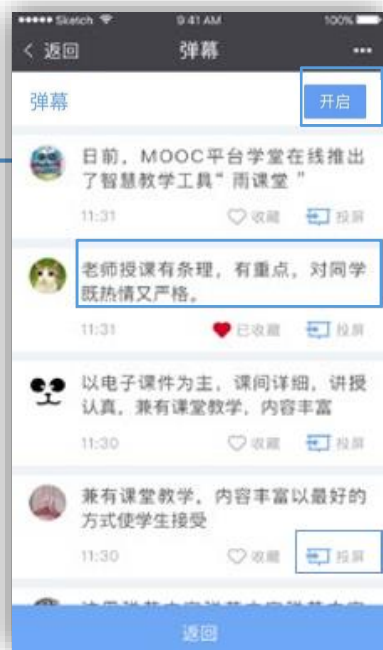 Sketch 9:41 AM 100%
返回 弹幕
弹幕 开启
日前，MOOC平台学堂在线推出
了智慧教学工具“雨课堂”
11:31 收藏 投屏
老师授课有条理，有重点，对同学
既热情又严格。
11:31 已收藏 投屏
以电子课件为主，课间详细，讲授
认真，兼有课堂教学，内容丰富
11:30 收藏 投屏
兼有课堂教学，内容丰富以最好的
方式使学生接受
11:30 收藏 投屏
返回